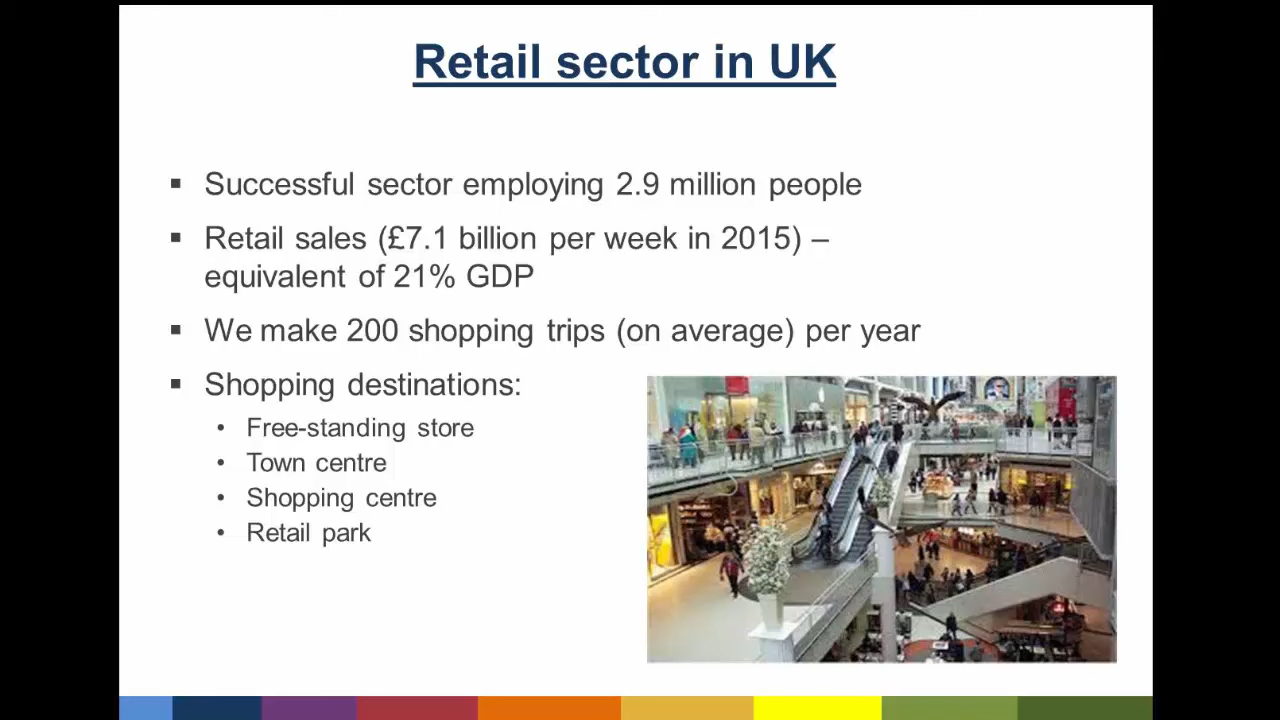 Retail sector in UK
▪ Successful sector employing 2.9 million people
▪ Retail sales (£7.1 billion per week in 2015) –
equivalent of 21% GDP
▪ We make 200 shopping trips (on average) per year
▪ Shopping destinations:
• Free-standing store
• Town centre
• Shopping centre
• Retail park